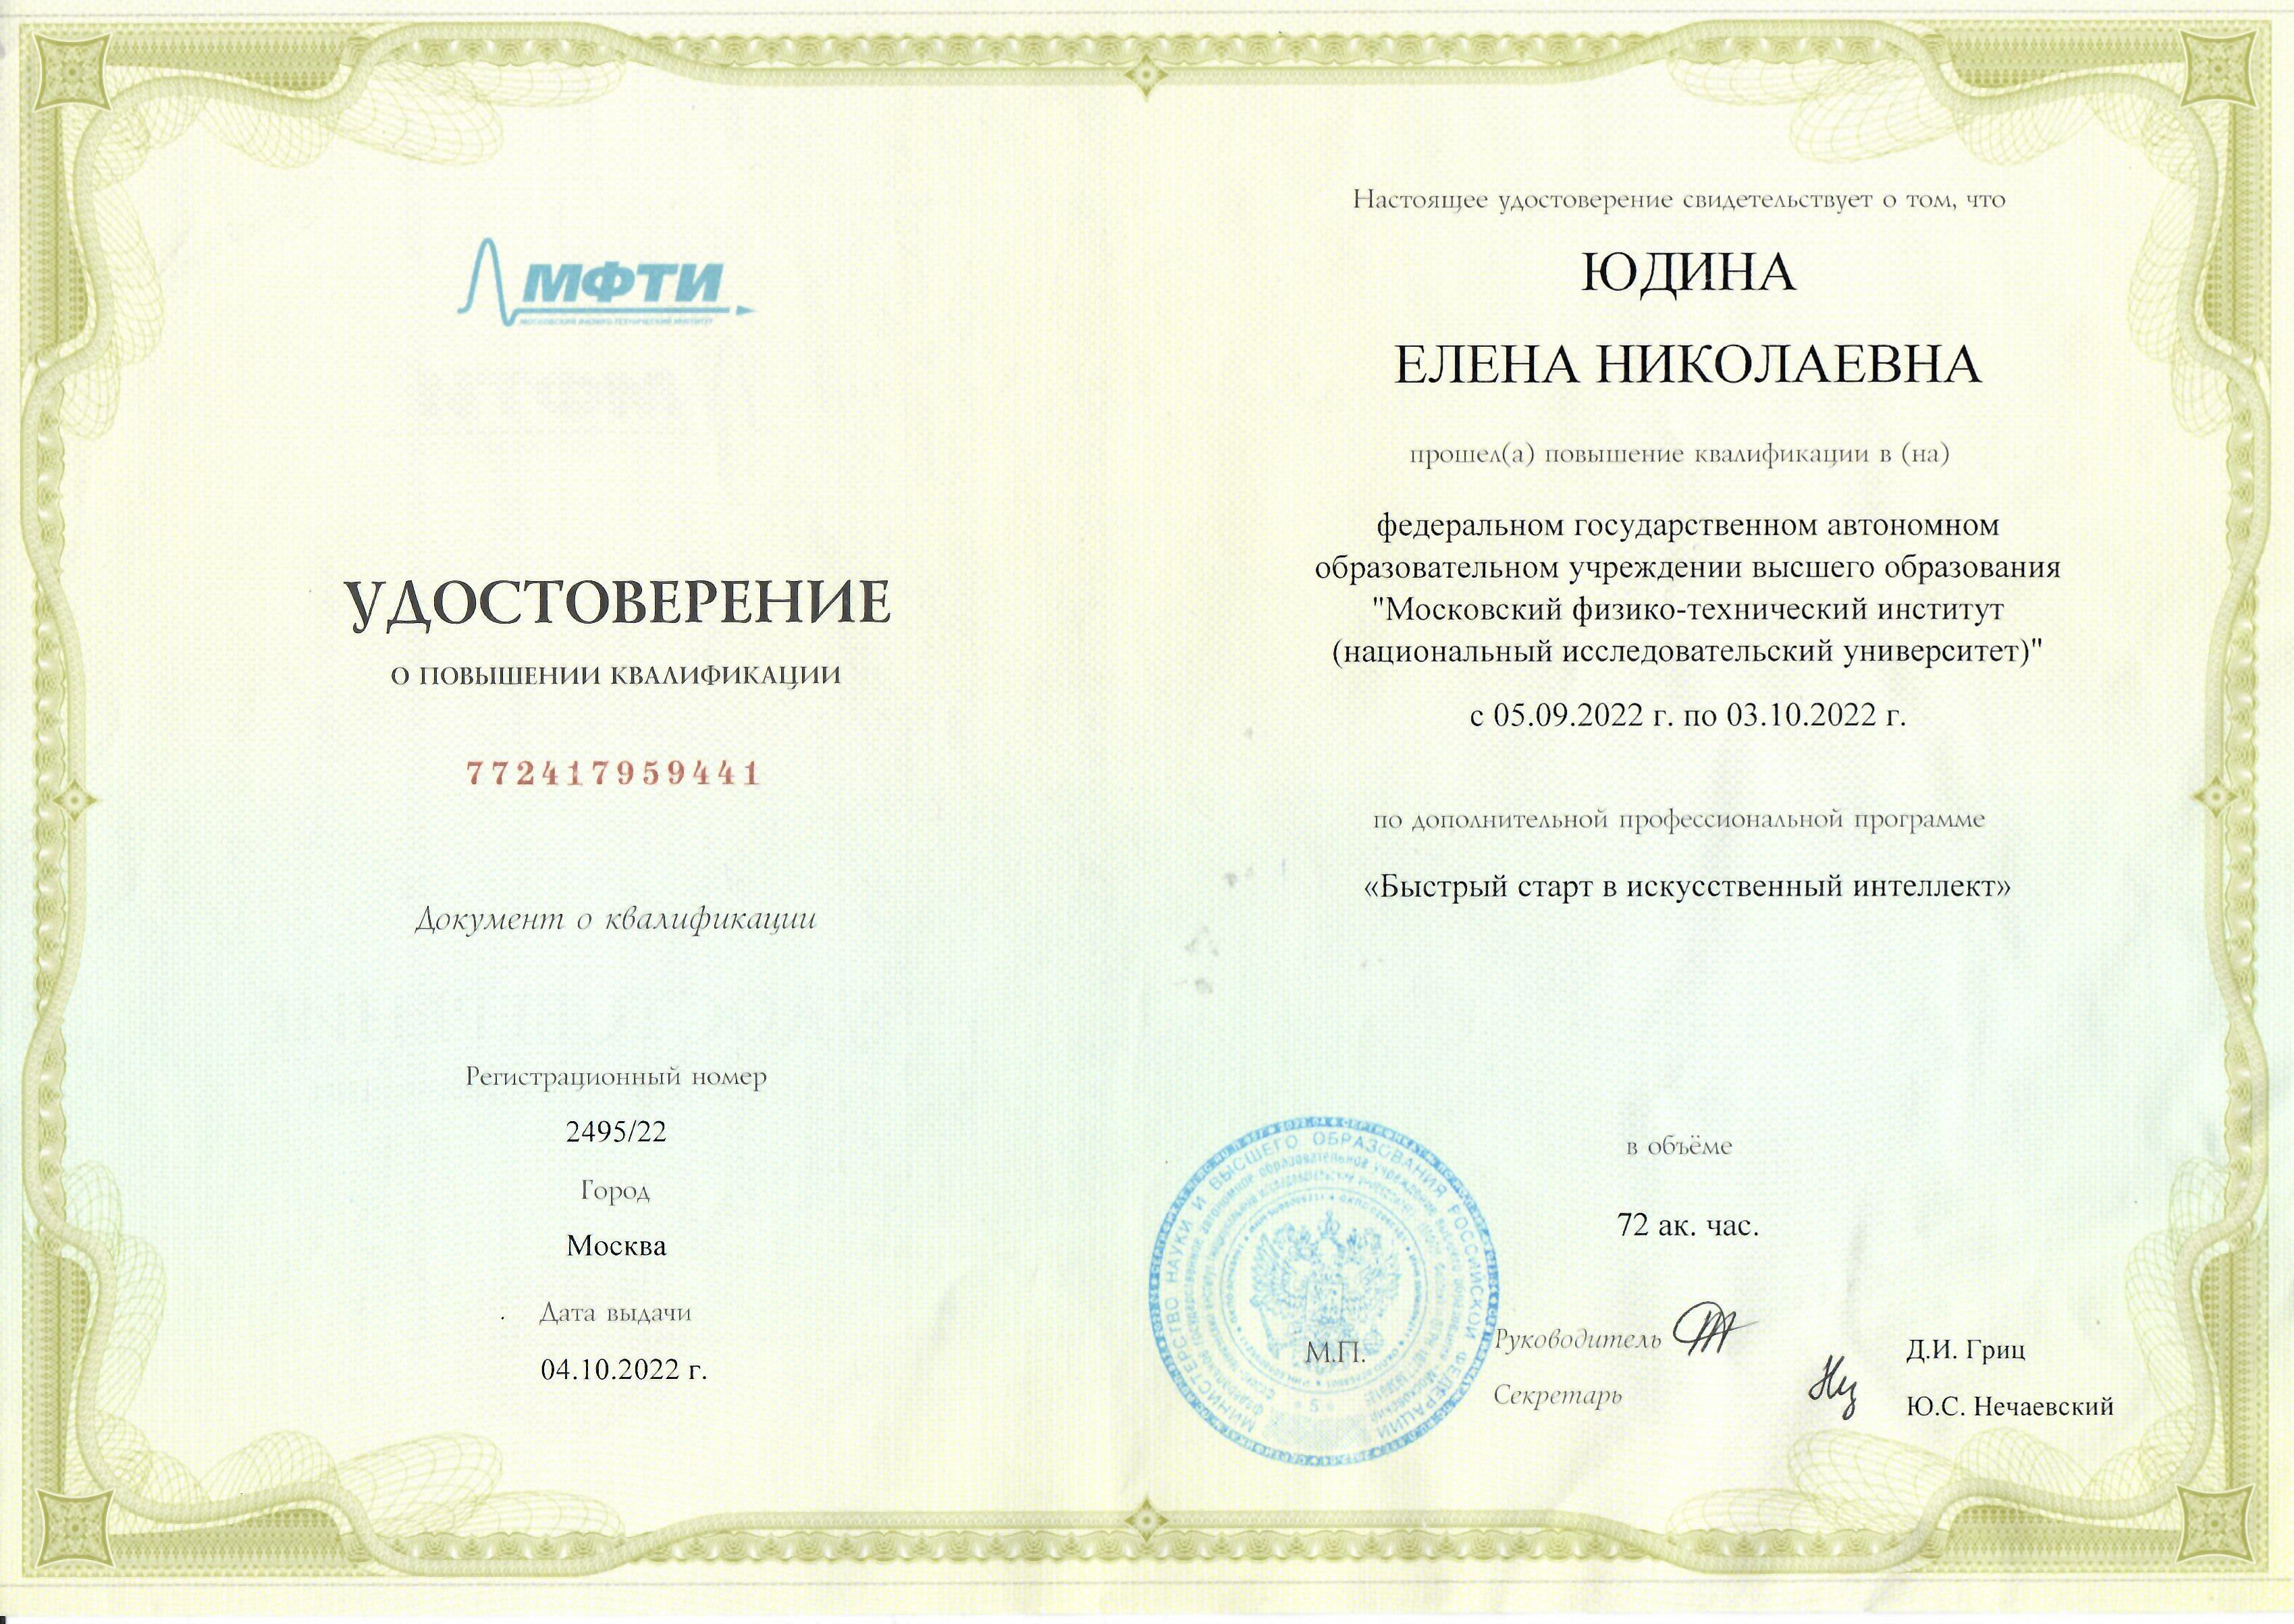 МФТИ
МОСКОВСКИЙ ФИЗИКО-ТЕХНИЧЕСКИЙ ИНСТИТУТ
УДОСТОВЕРЕНИЕ
О ПОВЫШЕНИИ КВАЛИФИКАЦИИ
772417959441
Документ о квалификации
Регистрационный номер
2495/22
Город
Москва
Дата выдачи
04.10.2022 г.
Настоящее удостоверение свидетельствует о том, что
ЮДИНА
ЕЛЕНА НИКОЛАЕВНА
прошел(а) повышение квалификации в (на)
федеральном государственном автономном
образовательном учреждении высшего образования
"Московский физико-технический институт
(национальный исследовательский университет)"
с 05.09.2022 г. по 03.10.2022 г.
по дополнительной профессиональной программе
«Быстрый старт в искусственный интеллект»
в объёме
72 ак. час.
МИНИСТЕРСТВО НАУКИ И ВЫСШЕГО ОБРАЗОВАНИЯ РОССИЙСКОЙ ФЕДЕРАЦИИ
М.П.
Руководитель
Д.И. Гриц
Секретарь
Ю.С. Нечаевский